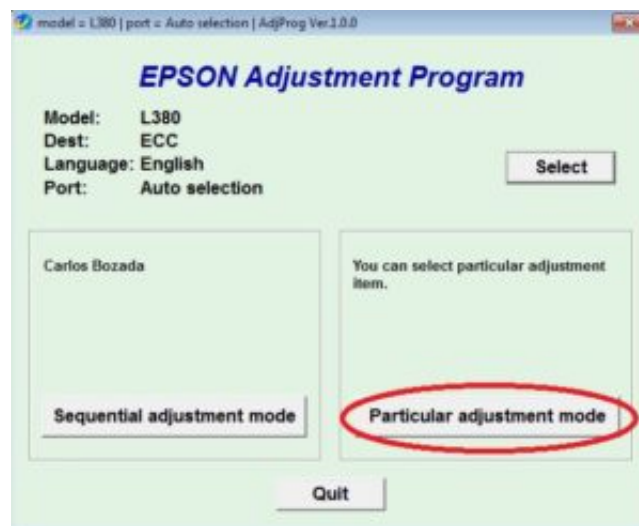 model = L380 | port = Auto selection | AdjProg Ver.1.0.0
EPSON Adjustment Program
Model: L380
Dest: ECC
Language: English
Port: Auto selection
Select
Carlos Bozada
Sequential adjustment mode
You can select particular adjustment
item.
Particular adjustment mode
Quit